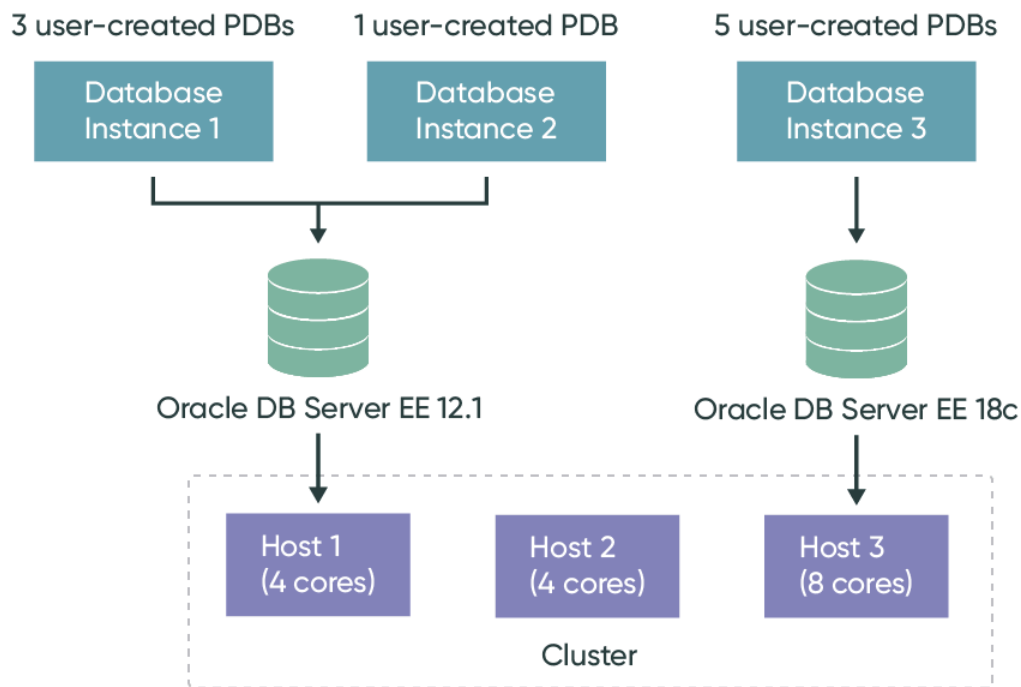 3 user-created PDBs
1 user-created PDB
5 user-created PDBs
Database
Instance 1
Database
Instance 2
Database
Instance 3
Oracle DB Server EE 12.1
Oracle DB Server EE 18c
Host 1
(4 cores)
Host 2
(4 cores)
Host 3
(8 cores)
Cluster